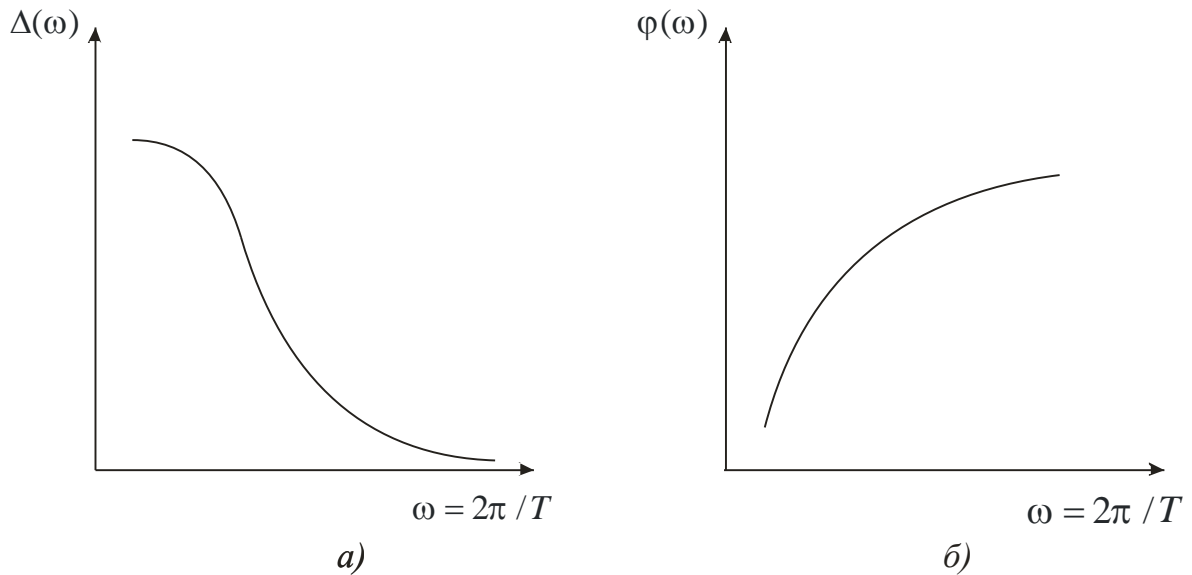 Δ(ω)
φ(ω)
ω = 2π / T
ω = 2π / T
а)
б)